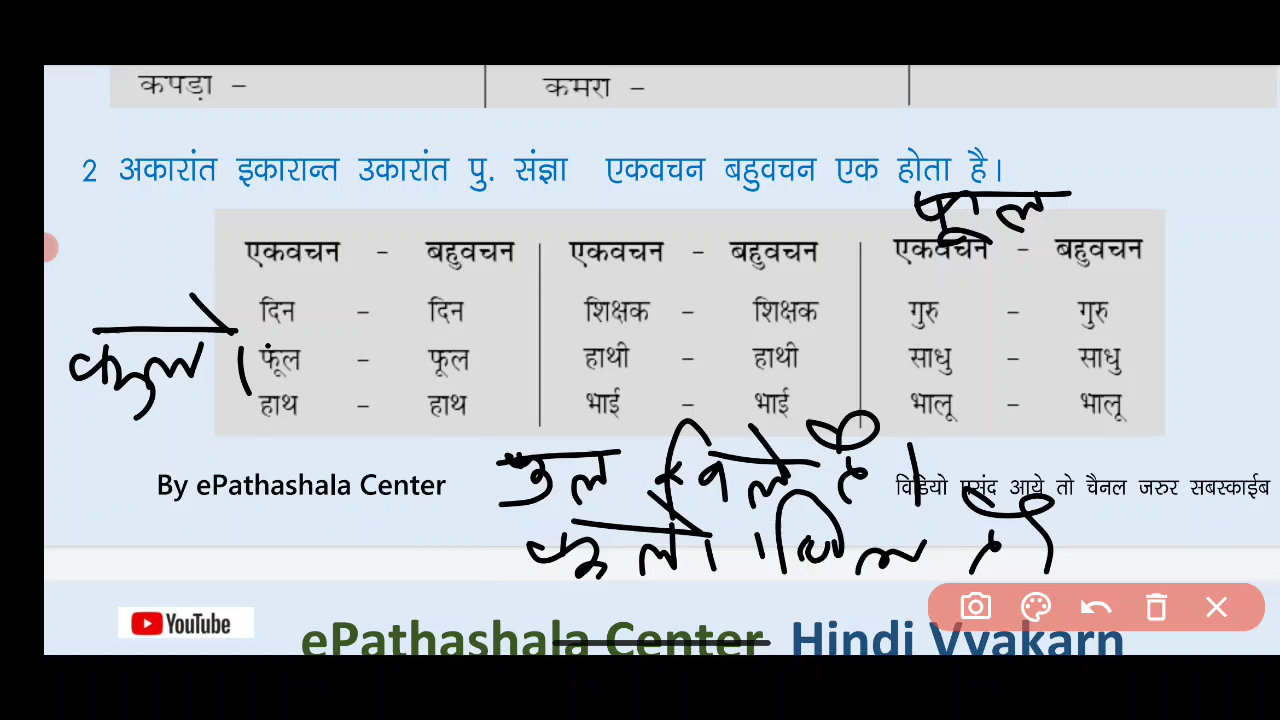 कपड़ा – कमरा –
2 अकारांत इकारान्त उकारांत पु. संज्ञा एकवचन बहुवचन एक होता है।
एकवचन – बहुवचन एकवचन – बहुवचन एकवचन – बहुवचन
दिन – दिन शिक्षक – शिक्षक गुरु – गुरु
फूंल – फूल हाथी – हाथी साधु – साधु
हाथ – हाथ भाई – भाई भालू – भालू
By ePathashala Center विडियो पसंद आये तो चैनल जरुर सबस्काईब
YouTube ePathashala Center Hindi Vyakarn